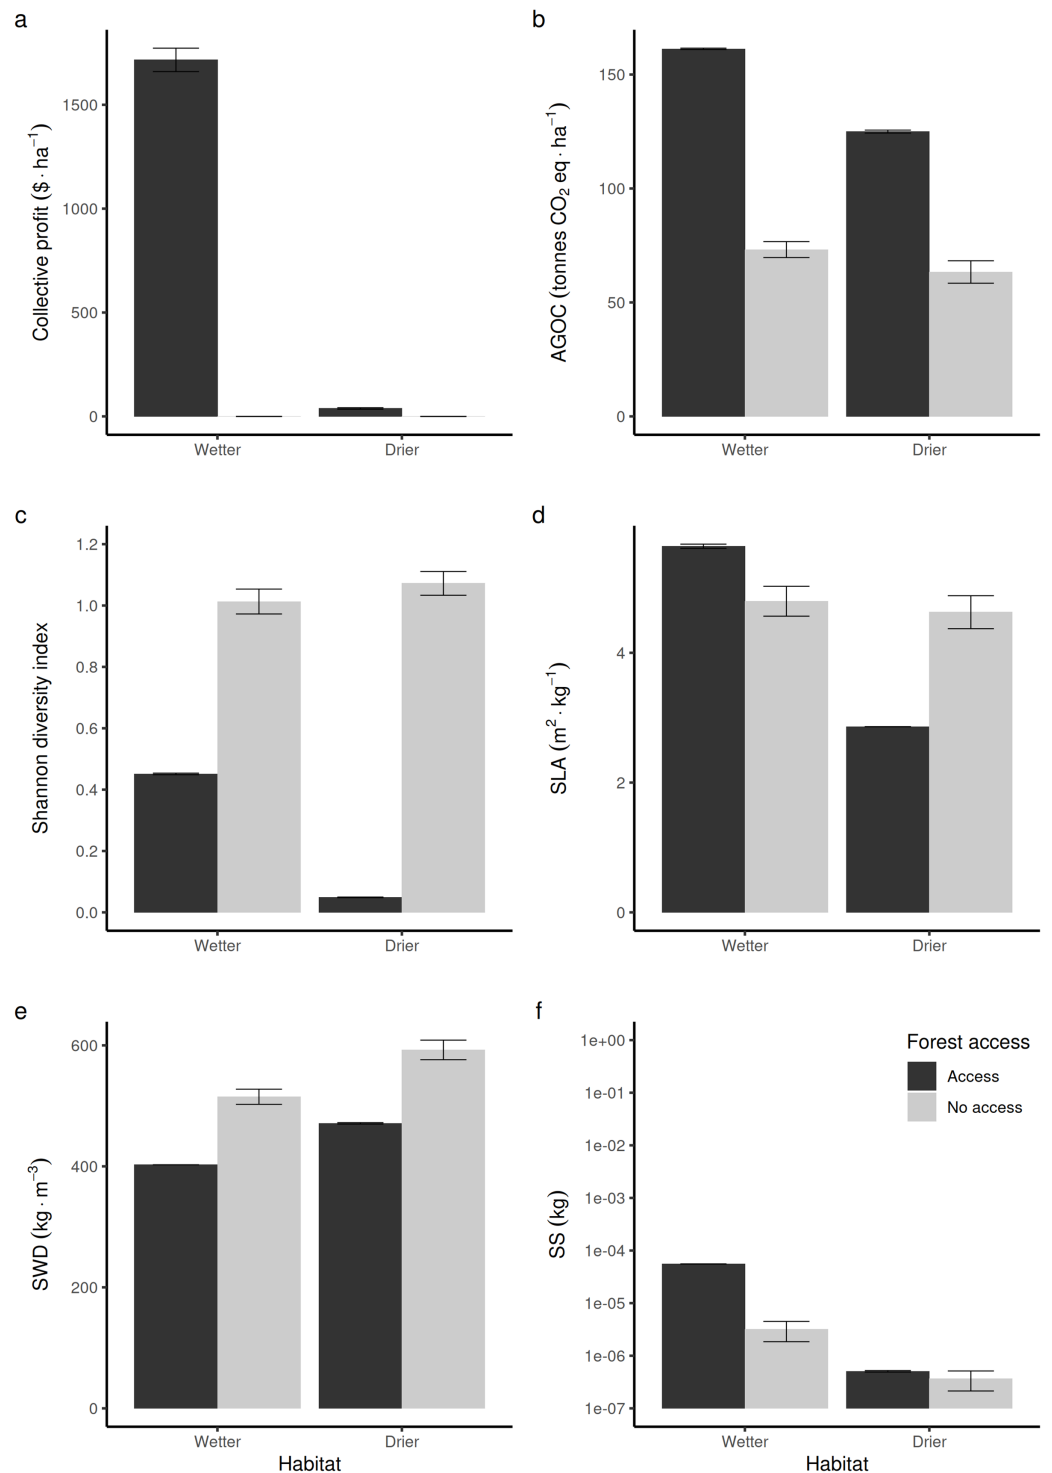 a
Collective profit ($ · ha⁻¹)
1500
1000
500
0
Wetter Drier
b
AGOC (tonnes CO₂ eq · ha⁻¹)
150
100
50
0
Wetter Drier
c
Shannon diversity index
1.2
1.0
0.8
0.6
0.4
0.2
0.0
Wetter Drier
d
SLA (m² · kg⁻¹)
4
2
0
Wetter Drier
e
SWD (kg · m⁻³)
600
400
200
0
Wetter Drier
Habitat
f
SS (kg)
1e+00
1e-01
1e-02
1e-03
1e-04
1e-05
1e-06
1e-07
Forest access
Access
No access
Wetter Drier
Habitat